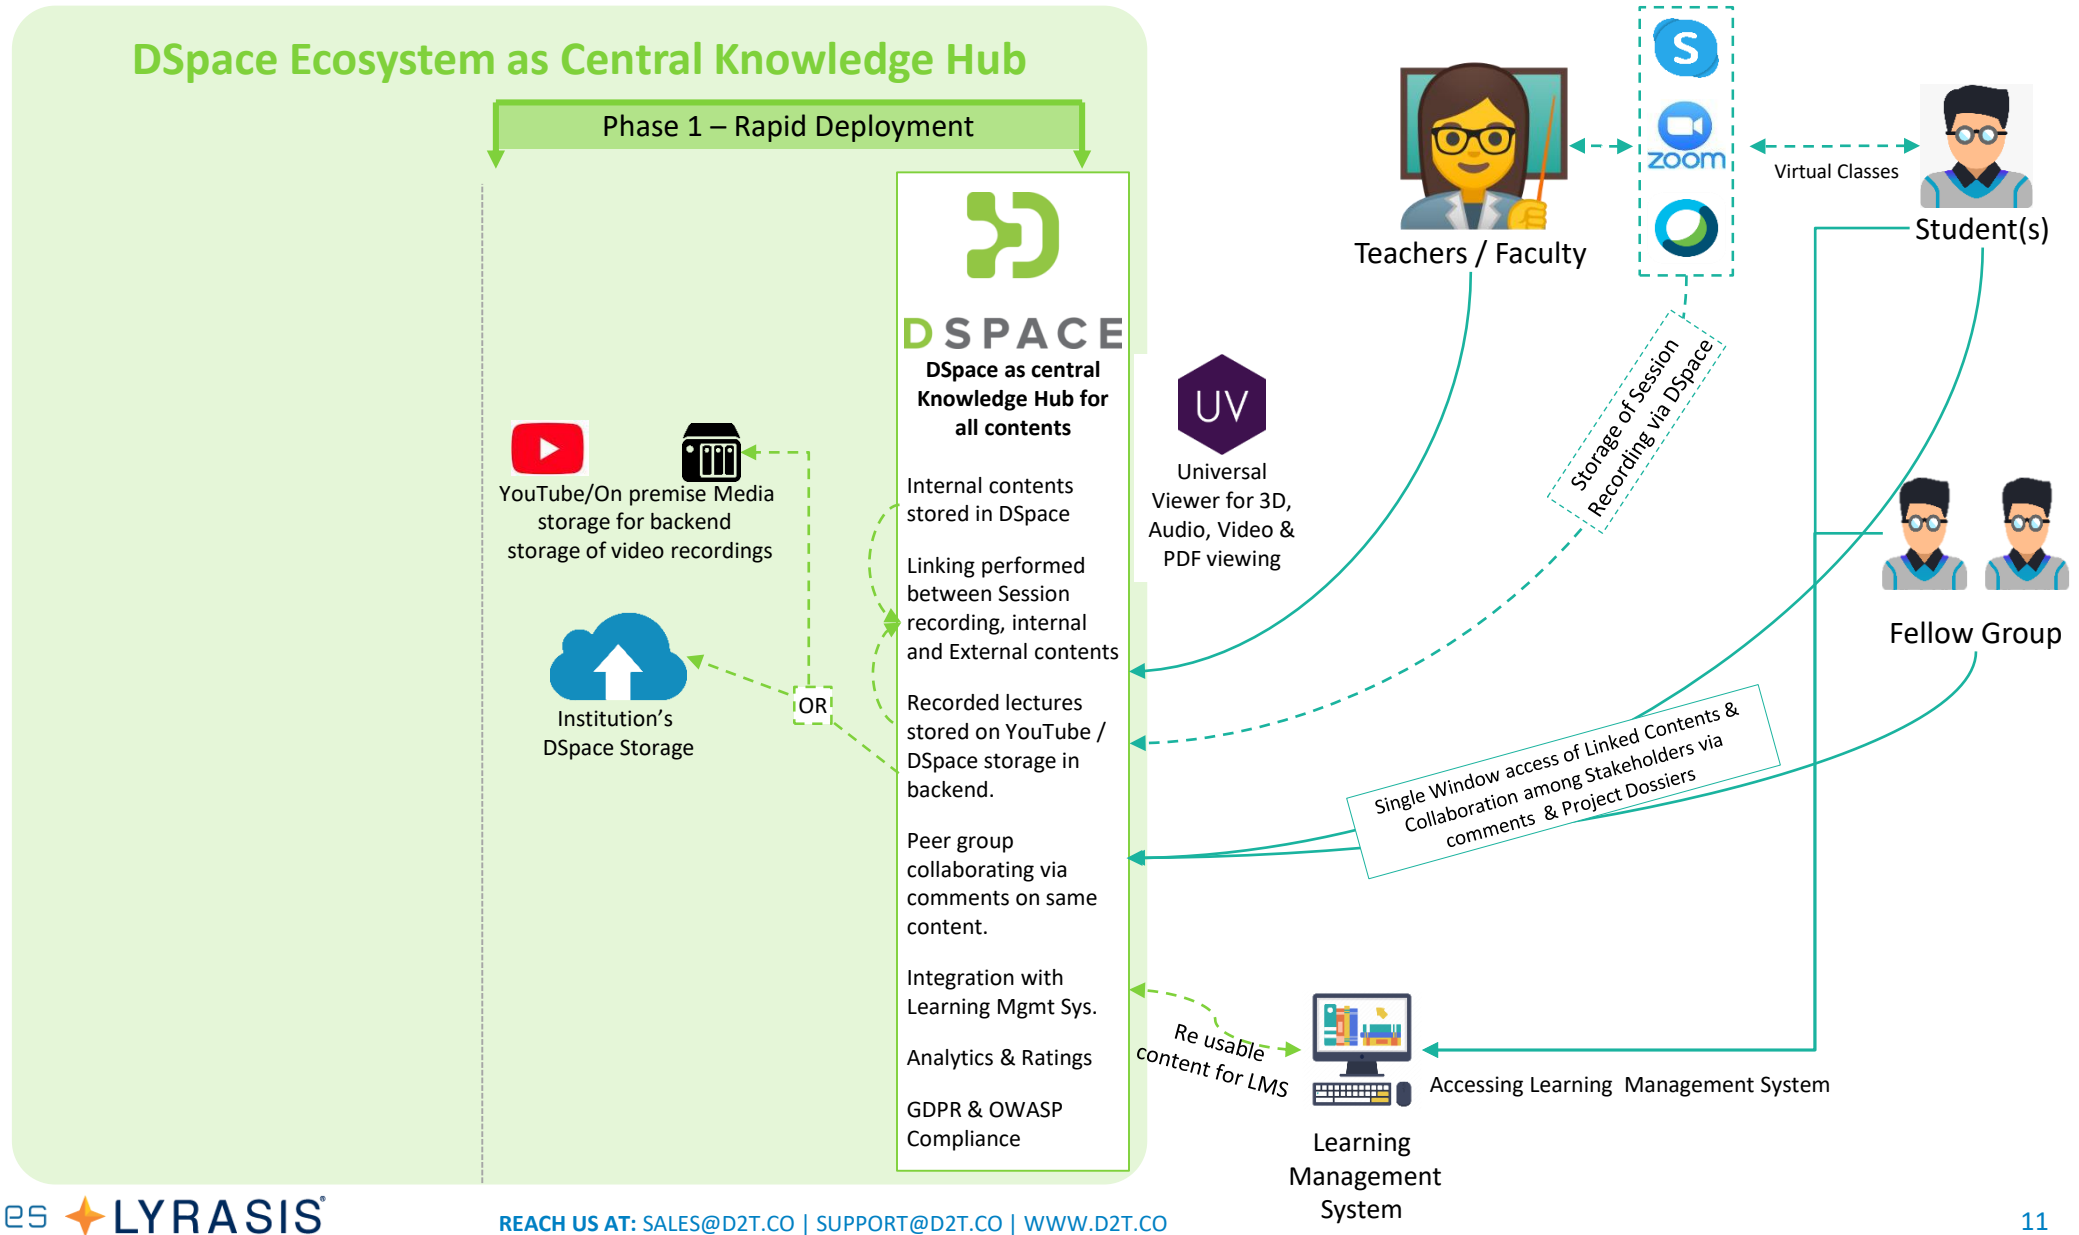 DSpace Ecosystem as Central Knowledge Hub
Phase 1 – Rapid Deployment
DSPACE
DSpace as central
Knowledge Hub for
all contents
Internal contents
stored in DSpace
Linking performed
between Session
recording, internal
and External contents
Recorded lectures
stored on YouTube /
DSpace storage in
backend.
Peer group
collaborating via
comments on same
content.
Integration with
Learning Mgmt Sys.
Analytics & Ratings
GDPR & OWASP
Compliance
YouTube/On premise Media
storage for backend
storage of video recordings
Institution’s
DSpace Storage
OR
UV
Universal
Viewer for 3D,
Audio, Video &
PDF viewing
Teachers / Faculty
S
zoom
Virtual Classes
Student(s)
Storage of Session
Recording via DSpace
Fellow Group
Single Window access of Linked Contents &
Collaboration among Stakeholders via
comments & Project Dossiers
Re usable
content for LMS
Accessing Learning Management System
Learning
Management
System
es
LYRASIS®
REACH US AT: SALES@D2T.CO | SUPPORT@D2T.CO | WWW.D2T.CO
11